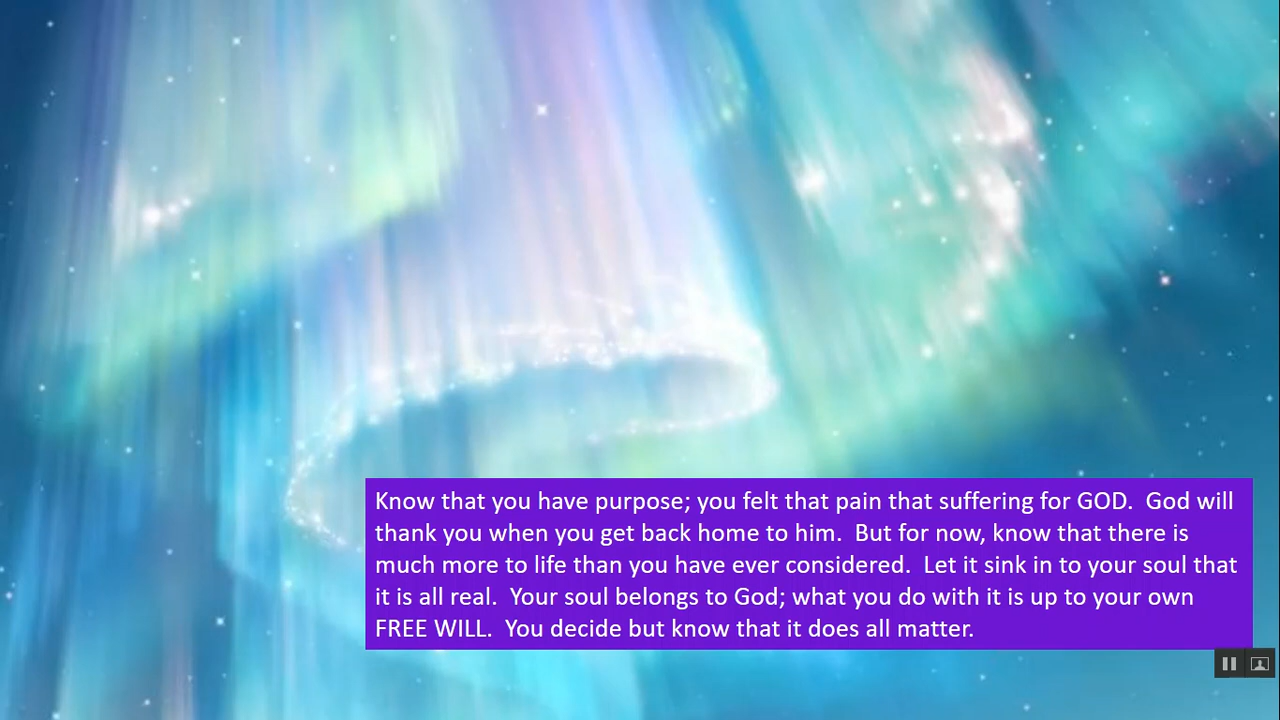 Know that you have purpose; you felt that pain that suffering for GOD.  God will
thank you when you get back home to him.  But for now, know that there is
much more to life than you have ever considered.  Let it sink in to your soul that
it is all real.  Your soul belongs to God; what you do with it is up to your own
FREE WILL.  You decide but know that it does all matter.